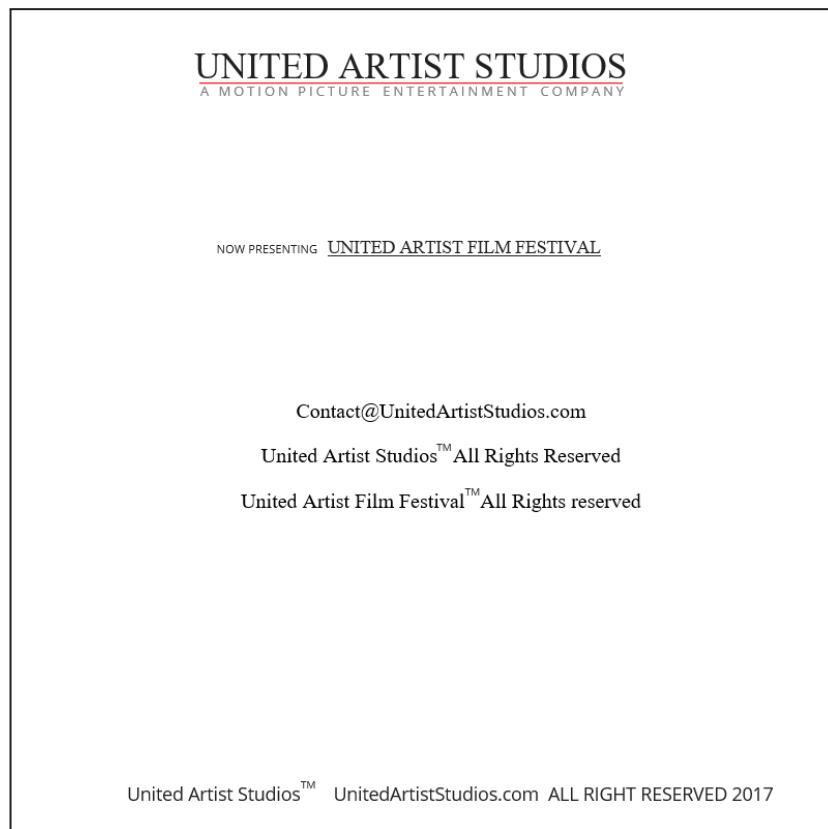 UNITED ARTIST STUDIOS
A MOTION PICTURE ENTERTAINMENT COMPANY
NOW PRESENTING UNITED ARTIST FILM FESTIVAL
Contact@UnitedArtistStudios.com
United Artist Studios™ All Rights Reserved
United Artist Film Festival™ All Rights reserved
United Artist Studios™ UnitedArtistStudios.com ALL RIGHT RESERVED 2017